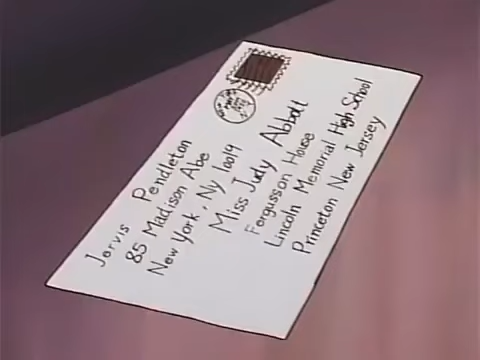 Jervis Pendleton
85 Madison Abe
New York, Ny 10019
Miss Judy Abbott
Fergusson House
Lincoln Memorial High School
Princeton New Jersey